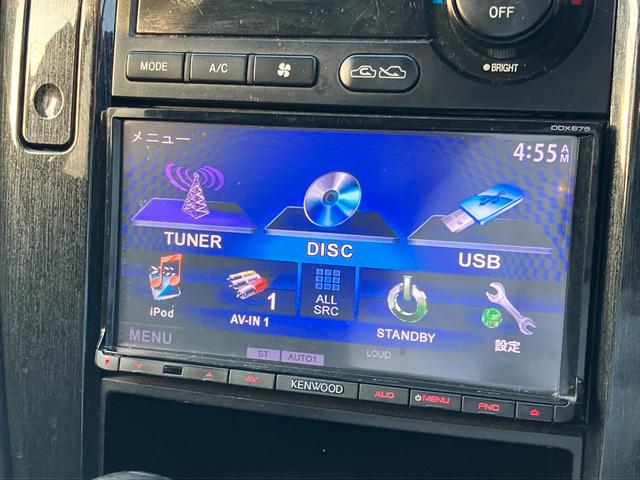 OFF
BRIGHT
MODE
A/C
DDX675
メニュー
4:55 AM
TUNER
DISC
USB
iPod
1
AV-IN 1
ALL
SRC
STANDBY
設定
MENU
ST
AUTO1
LOUD
AV
KENWOOD
AUD
MENU
FNC